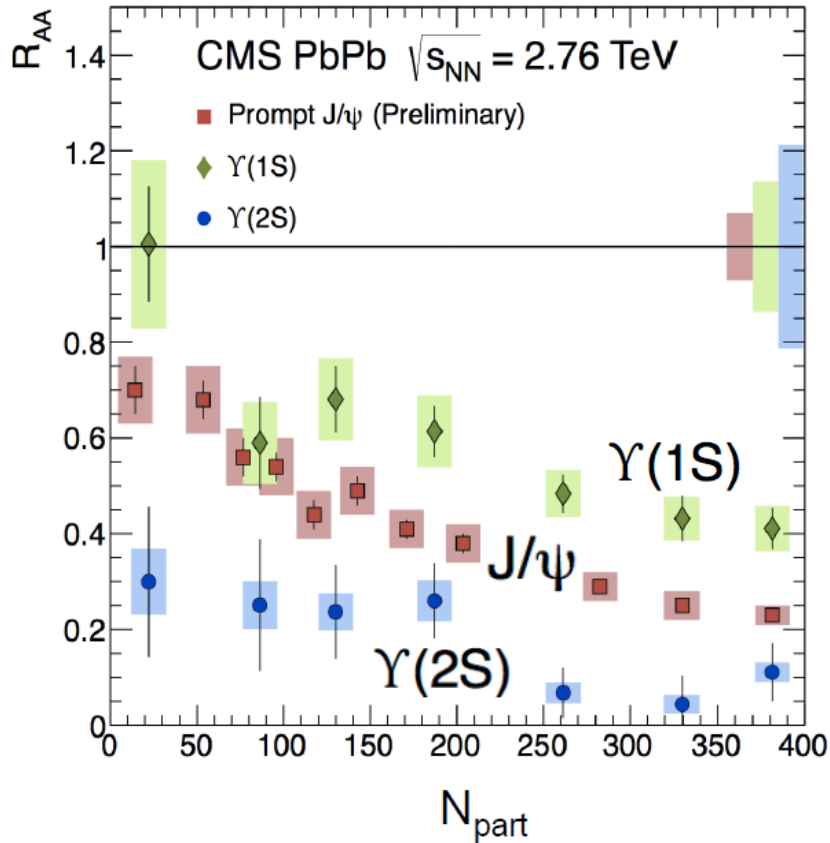 R_AA
CMS PbPb √s_NN = 2.76 TeV
Prompt J/ψ (Preliminary)
ϒ(1S)
ϒ(2S)
1.4
1.2
1
0.8
0.6
0.4
0.2
0
ϒ(1S)
J/ψ
ϒ(2S)
0 50 100 150 200 250 300 350 400
N_part